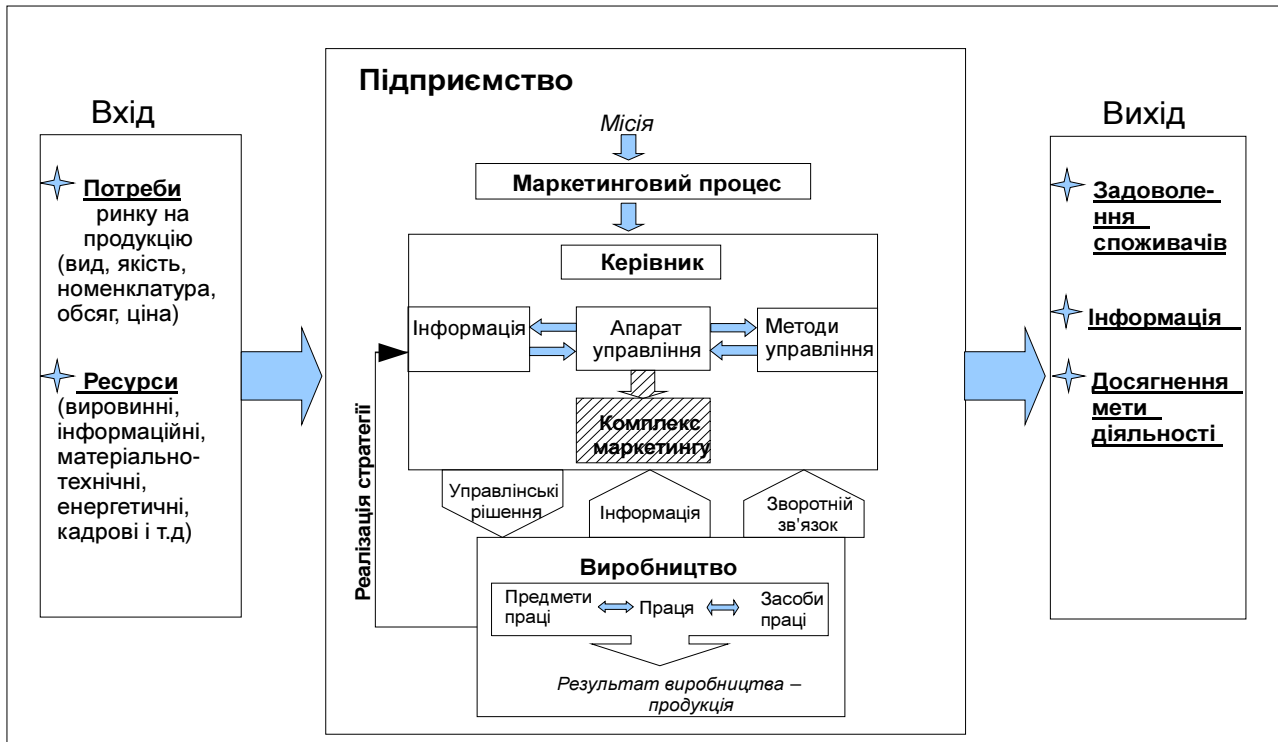 Вхід
Потреби
ринку на
продукцію
(вид, якість,
номенклатура,
обсяг, ціна)
Ресурси
(вировинні,
інформаційні,
матеріально-
технічні,
енергетичні,
кадрові і т.д)
Підприємство
Місія
Маркетинговий процес
Керівник
Інформація
Апарат
управління
Методи
управління
Комплекс
маркетингу
Реалізація стратегії
Управлінські
рішення
Інформація
Зворотній
зв'язок
Виробництво
Предмети
праці
Праця
Засоби
праці
Результат виробництва –
продукція
Вихід
Задоволе-
ння
споживачів
Інформація
Досягнення
мети
діяльності